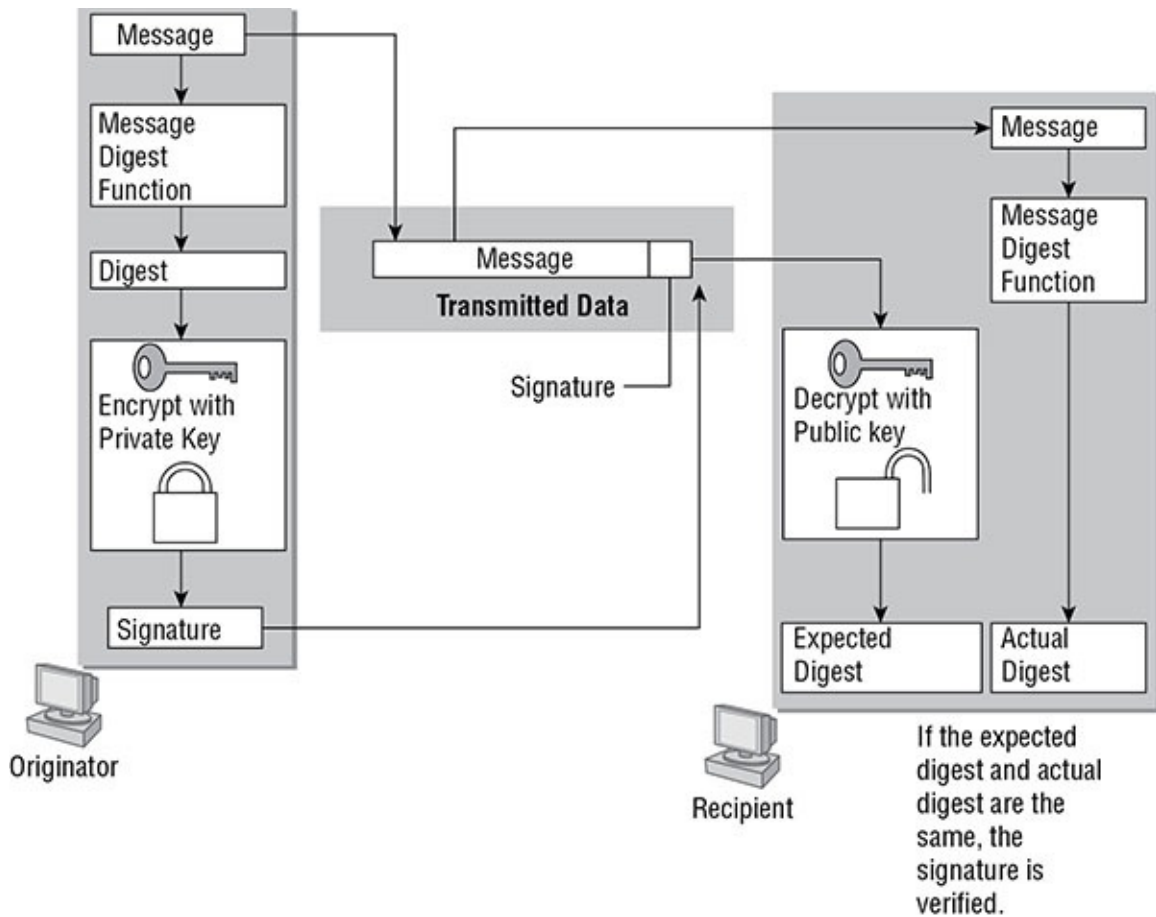 Message
Message
Digest
Function
Digest
Encrypt with
Private Key
Signature
Originator
Message
Transmitted Data
Signature
Message
Message
Digest
Function
Decrypt with
Public key
Expected
Digest
Actual
Digest
Recipient
If the expected
digest and actual
digest are the
same, the
signature is
verified.